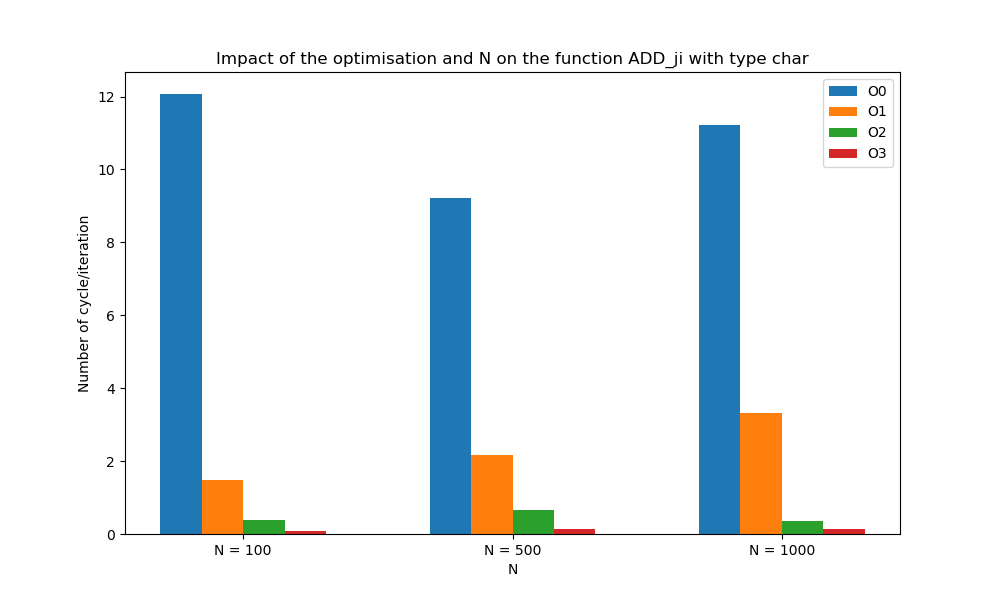 Impact of the optimisation and N on the function ADD_ji with type char
12
10
8
6
4
2
0
Number of cycle/iteration
O0
O1
O2
O3
N = 100
N = 500
N = 1000
N